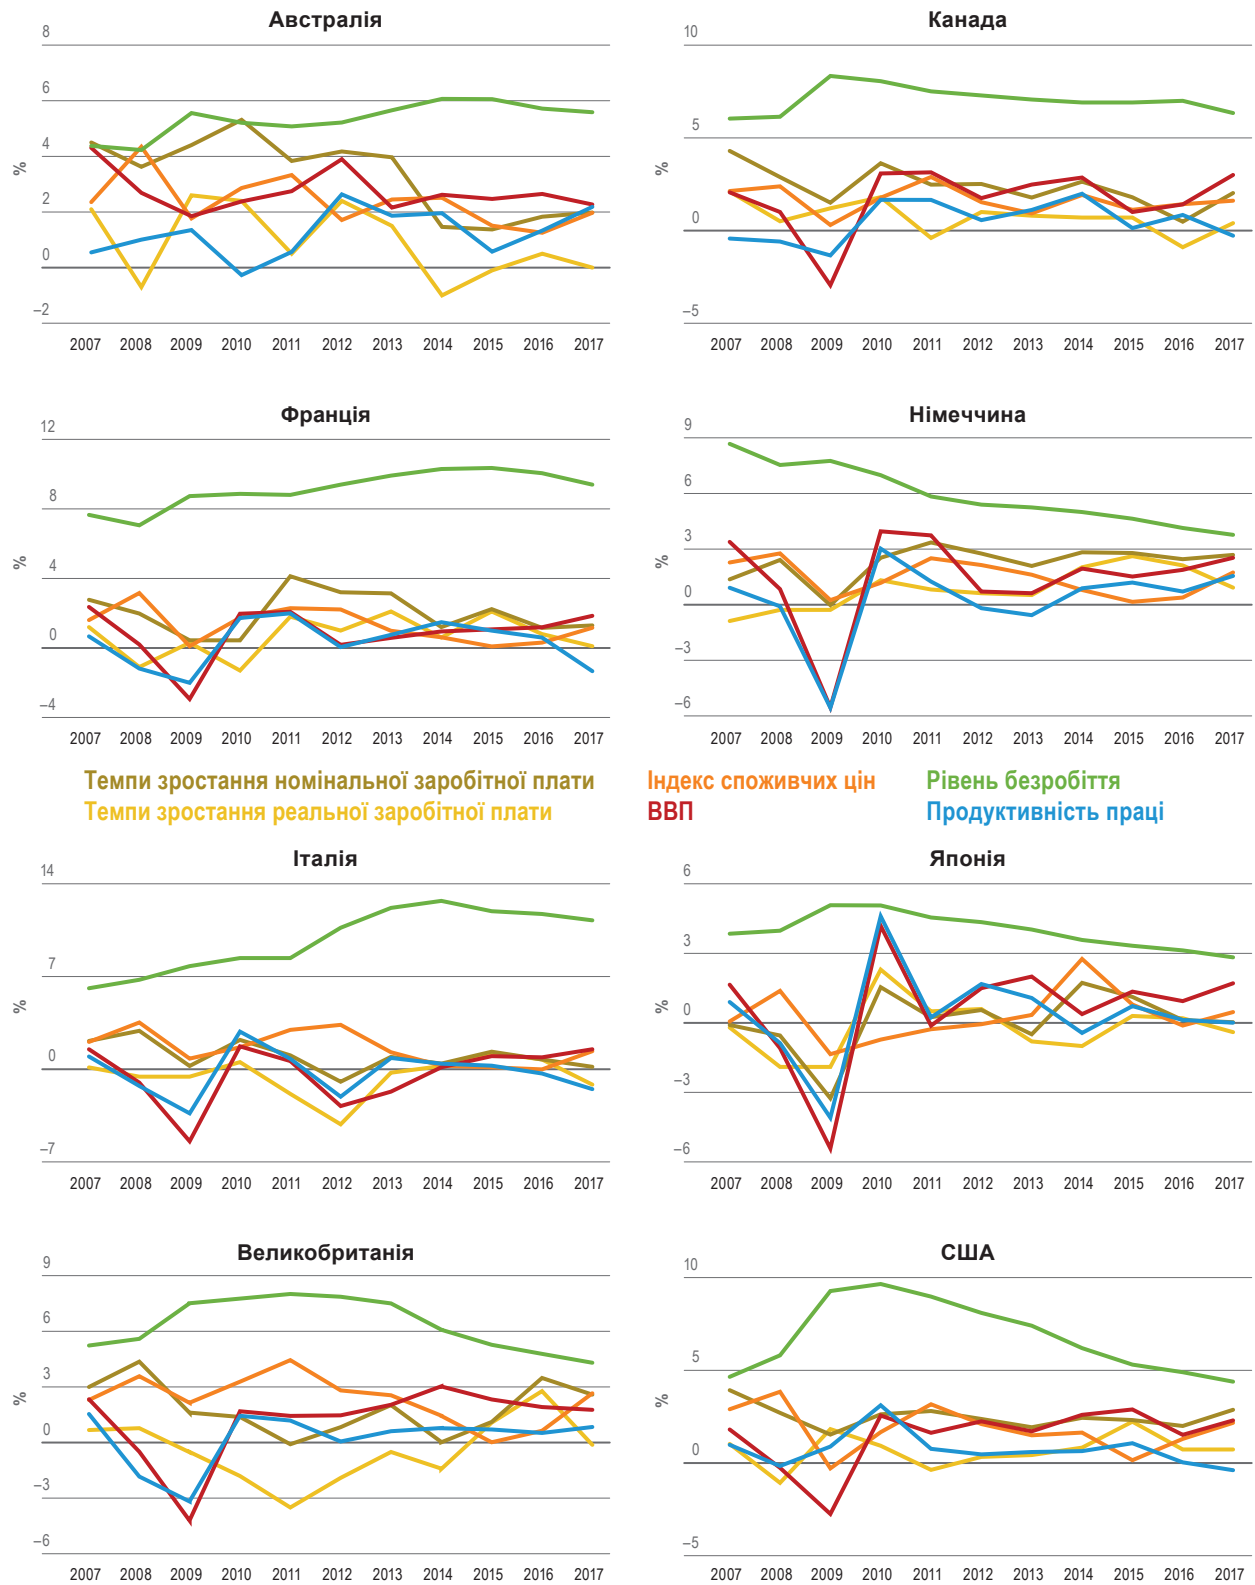 Австралія
8
6
4
2
0
–2
%
2007 2008 2009 2010 2011 2012 2013 2014 2015 2016 2017
Канада
10
5
0
–5
%
2007 2008 2009 2010 2011 2012 2013 2014 2015 2016 2017
Франція
12
8
4
0
–4
%
2007 2008 2009 2010 2011 2012 2013 2014 2015 2016 2017
Німеччина
9
6
3
0
–3
–6
%
2007 2008 2009 2010 2011 2012 2013 2014 2015 2016 2017
Темпи зростання номінальної заробітної плати Індекс споживчих цін Рівень безробіття
Темпи зростання реальної заробітної плати ВВП Продуктивність праці
Італія
14
7
0
–7
%
2007 2008 2009 2010 2011 2012 2013 2014 2015 2016 2017
Японія
6
3
0
–3
–6
%
2007 2008 2009 2010 2011 2012 2013 2014 2015 2016 2017
Великобританія
9
6
3
0
–3
–6
%
2007 2008 2009 2010 2011 2012 2013 2014 2015 2016 2017
США
10
5
0
–5
%
2007 2008 2009 2010 2011 2012 2013 2014 2015 2016 2017